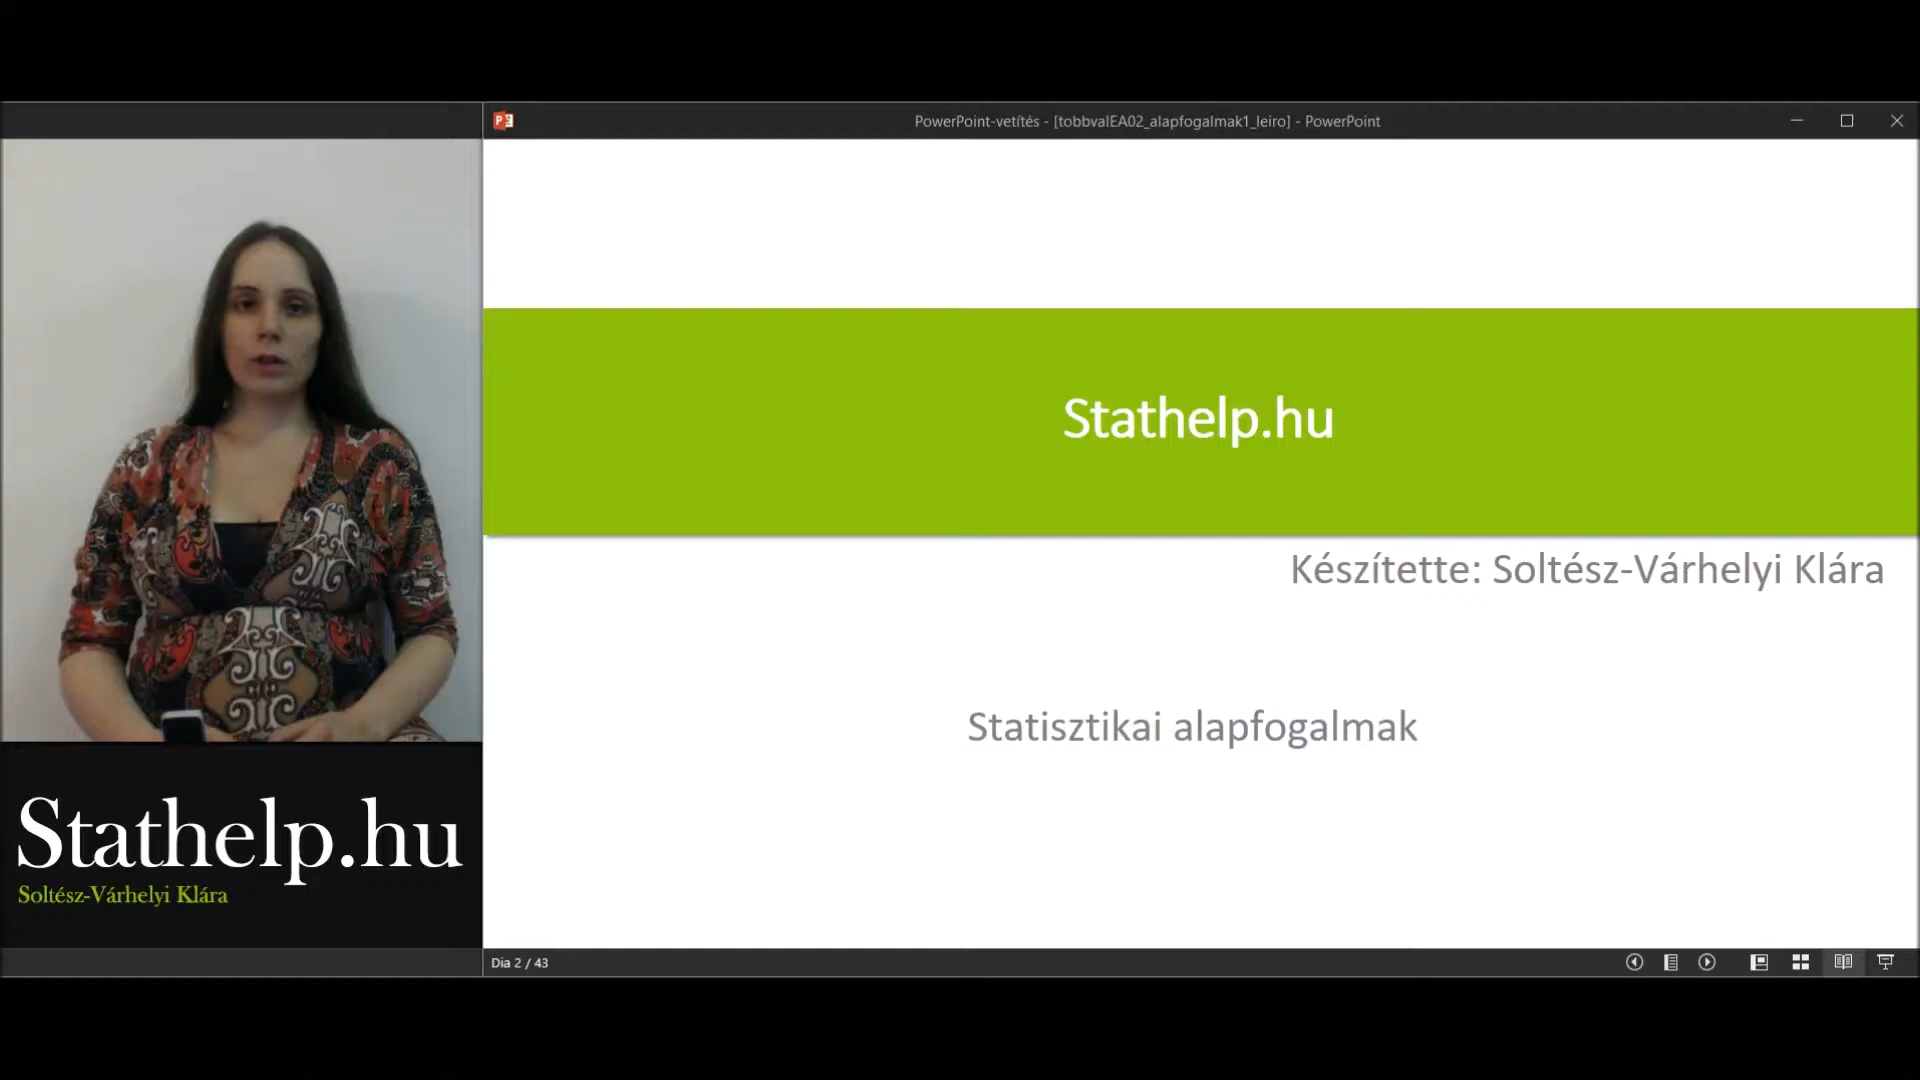 PowerPoint-vetítés - [tobbvalEA02_alapfogalmak1_leiro] - PowerPoint
Stathelp.hu
Készítette: Soltész-Várhelyi Klára
Statisztikai alapfogalmak
Stathelp.hu
Soltész-Várhelyi Klára
Dia 2 / 43